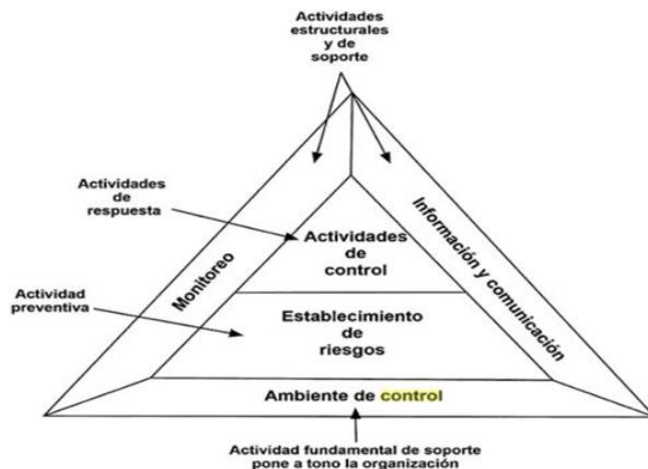 Actividades
estructurales
y de
soporte
Actividades
de
respuesta
Actividad
preventiva
Monitoreo
Información y comunicación
Actividades
de
control
Establecimiento
de
riesgos
Ambiente de control
Actividad fundamental de soporte
pone a tono la organización